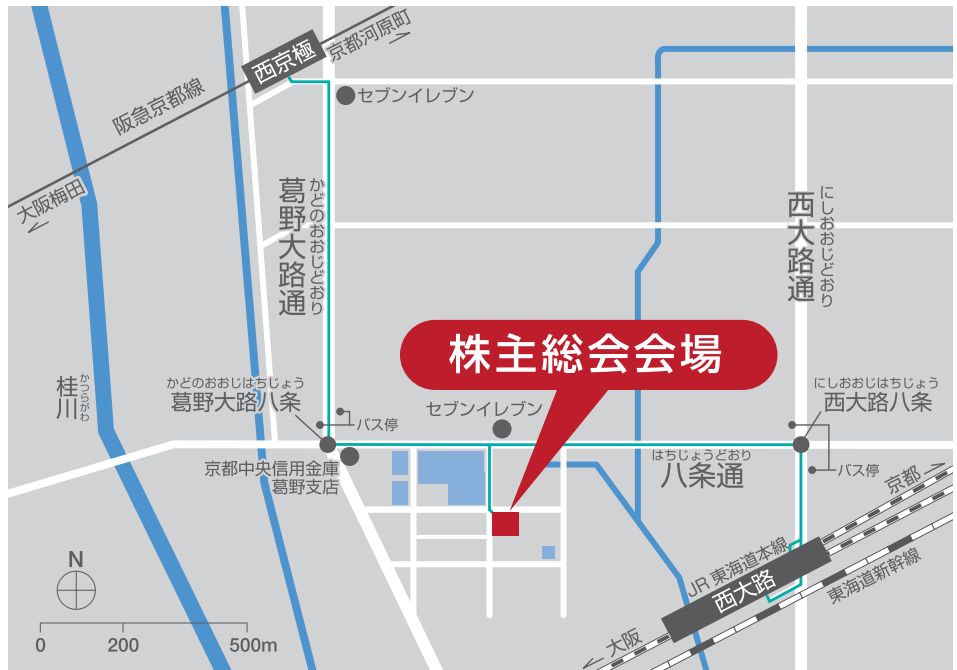 京都河原町
西京極
阪急京都線
大阪梅田
セブンイレブン
かどのおおじどおり
葛野大路通
にしおおじどおり
西大路通
株主総会会場
かつらがわ
桂川
かどのおおじはちじょう
葛野大路八条
バス停
セブンイレブン
にしおおじはちじょう
西大路八条
バス停
京都中央信用金庫
葛野支店
はちじょうどおり
八条通
京都
JR東海道本線
西大路
東海道新幹線
大阪
N
0 200 500m